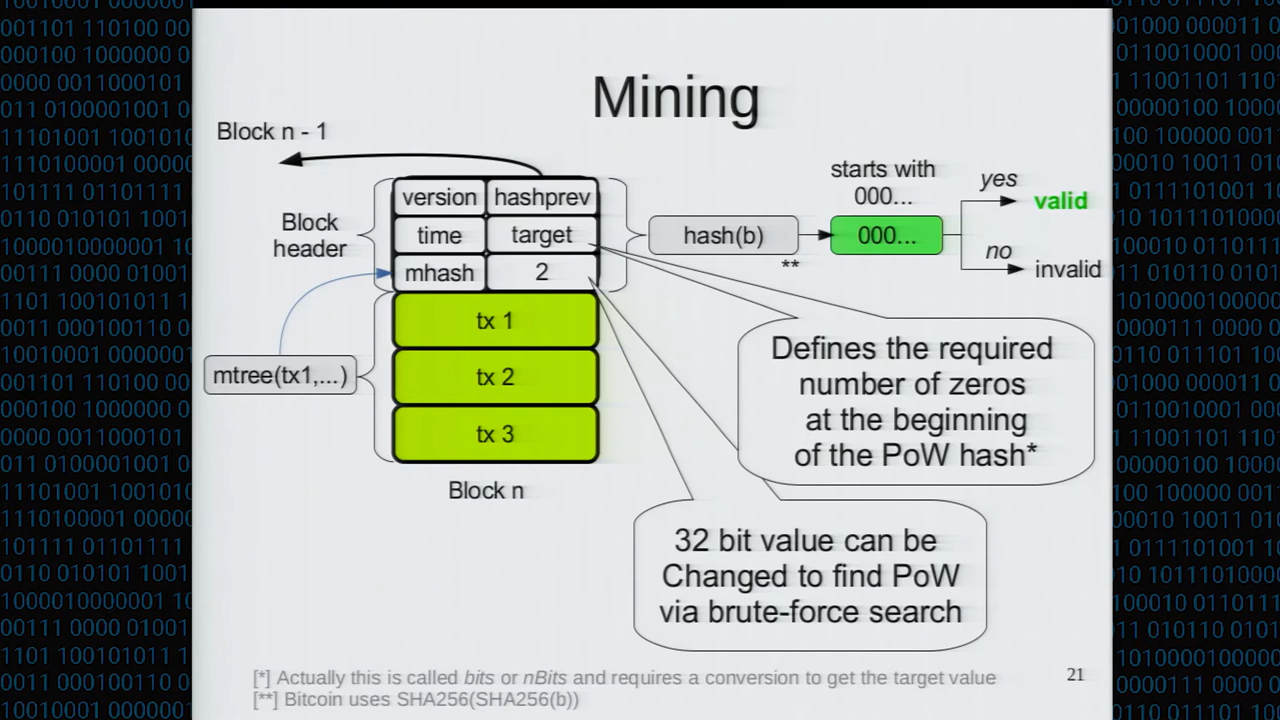 Mining
Block n - 1
starts with
000...
yes
valid
version
hashprev
Block
header
time
target
hash(b)
000...
**
no
invalid
mhash
2
tx 1
mtree(tx1,...)
tx 2
tx 3
Block n
Defines the required
number of zeros
at the beginning
of the PoW hash*
32 bit value can be
Changed to find PoW
via brute-force search
[*] Actually this is called bits or nBits and requires a conversion to get the target value
[**] Bitcoin uses SHA256(SHA256(b))
21